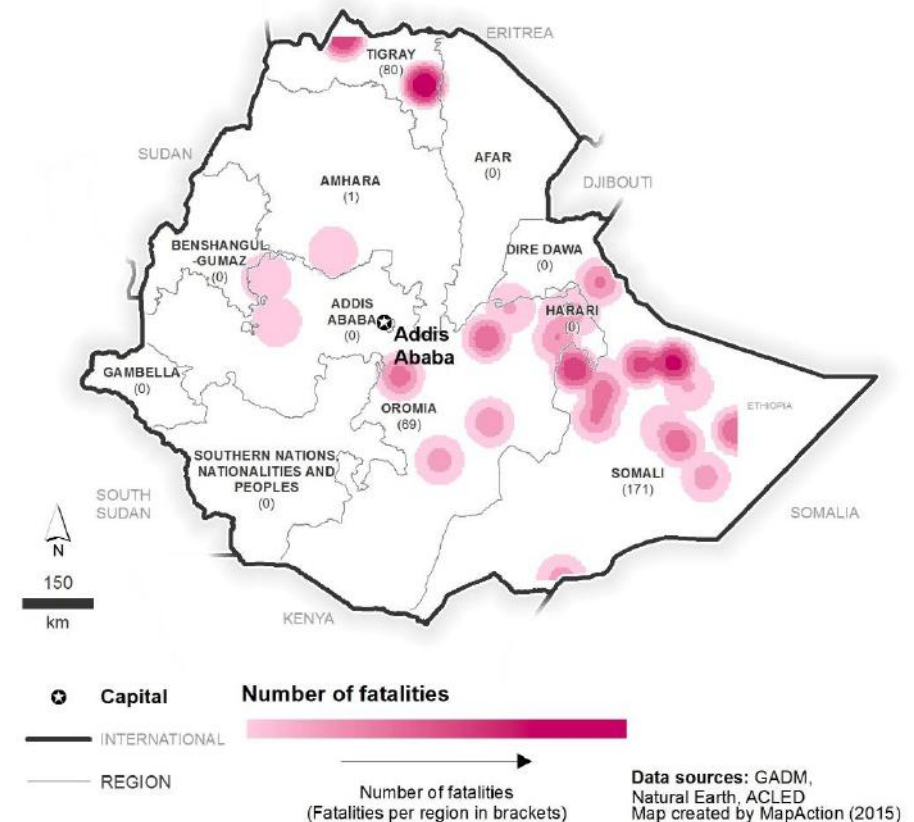 ERITREA
TIGRAY
(80)
SUDAN
AFAR
(0)
AMHARA
(1)
DJIBOUTI
BENSHANGUL
-GUMAZ
(0)
DIRE DAWA
(0)
ADDIS
ABABA
(0)
HARARI
(0)
Addis
Ababa
GAMBELLA
(0)
OROMIA
(69)
ETHIOPIA
SOUTHERN NATIONS,
NATIONALITIES AND
PEOPLES
(0)
SOMALI
(171)
SOUTH
SUDAN
SOMALIA
N
150
km
KENYA
Capital
INTERNATIONAL
REGION
Number of fatalities
Number of fatalities
(Fatalities per region in brackets)
Data sources: GADM,
Natural Earth, ACLED
Map created by MapAction (2015)